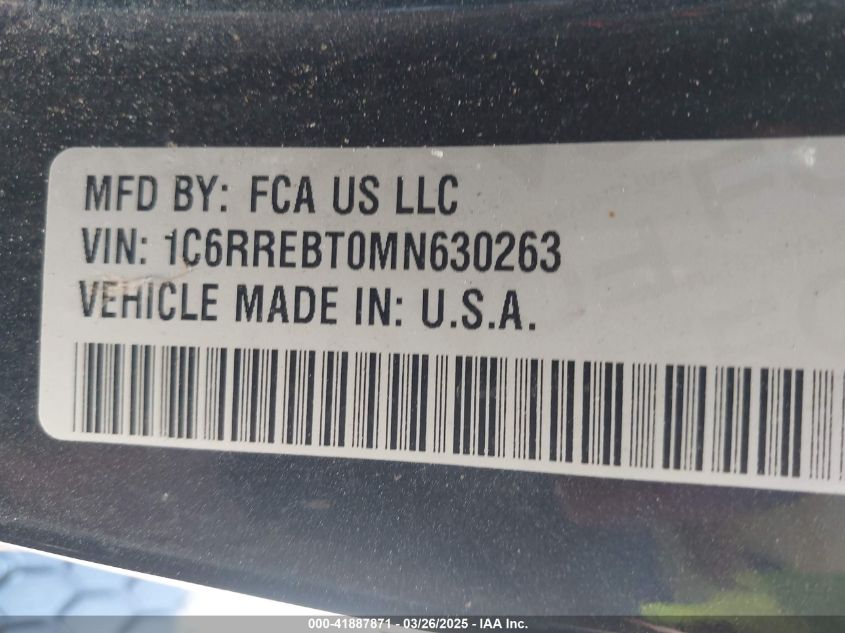 MFD BY: FCA US LLC
VIN: 1C6RREBT0MN630263
VEHICLE MADE IN: U.S.A.
000-41887871 - 03/26/2025 - IAA Inc.